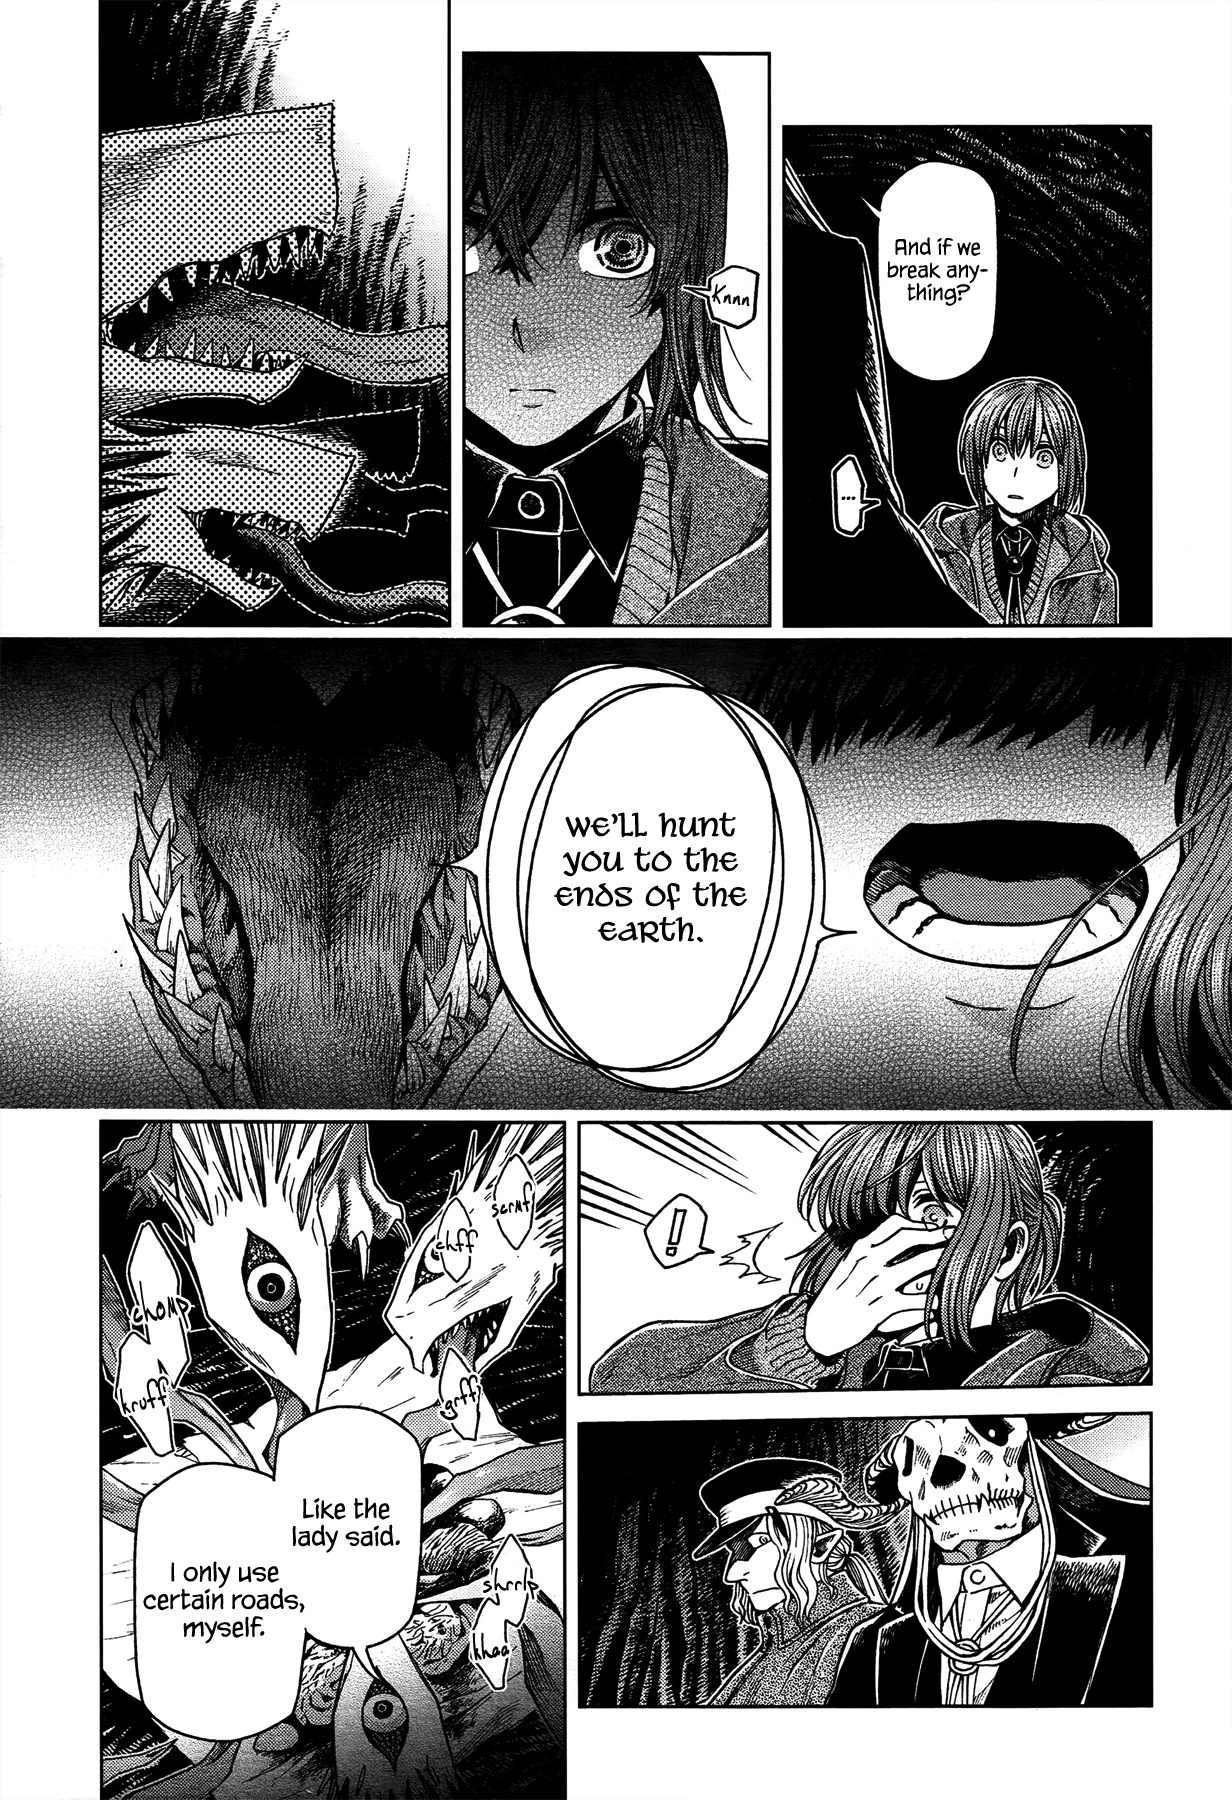 And if we
break any-
thing?
...
Knnn
we'll hunt
you to the
ends of the
earth.
!
scrmf
chff
chomp
kruff
grff
Like the
lady said.
I only use
certain roads,
myself.
shrrlp
khaa